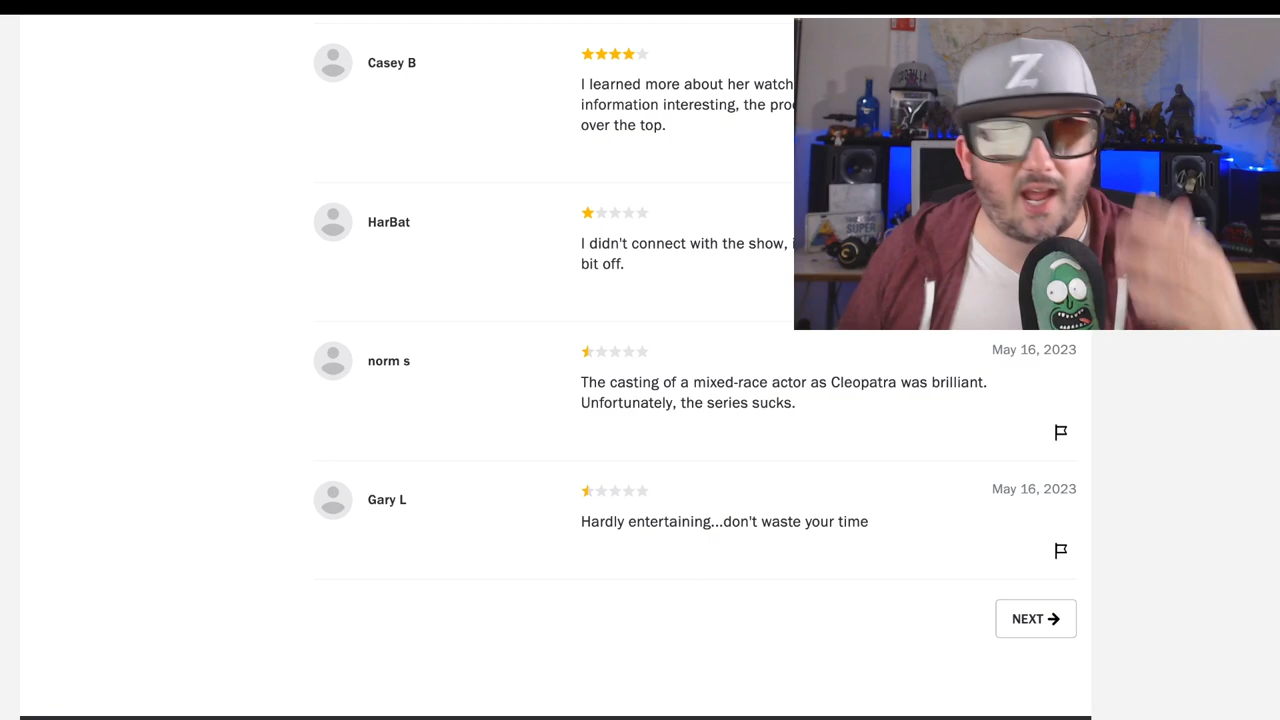 Casey B
I learned more about her watch
information interesting, the pro
over the top.
HarBat
I didn't connect with the show,
bit off.
norm s
May 16, 2023
The casting of a mixed-race actor as Cleopatra was brilliant.
Unfortunately, the series sucks.
Gary L
May 16, 2023
Hardly entertaining...don't waste your time
NEXT
Z
SUPER